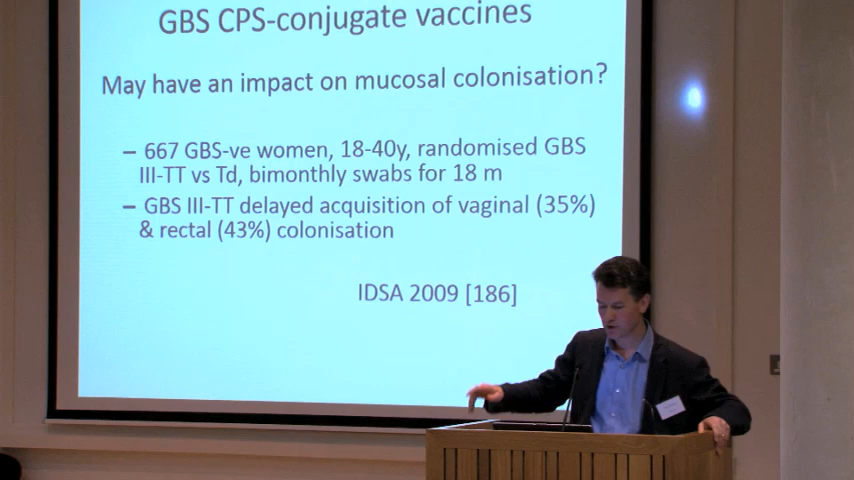 GBS CPS-conjugate vaccines
May have an impact on mucosal colonisation?
– 667 GBS-ve women, 18-40y, randomised GBS
III-TT vs Td, bimonthly swabs for 18 m
– GBS III-TT delayed acquisition of vaginal (35%)
& rectal (43%) colonisation
IDSA 2009 [186]